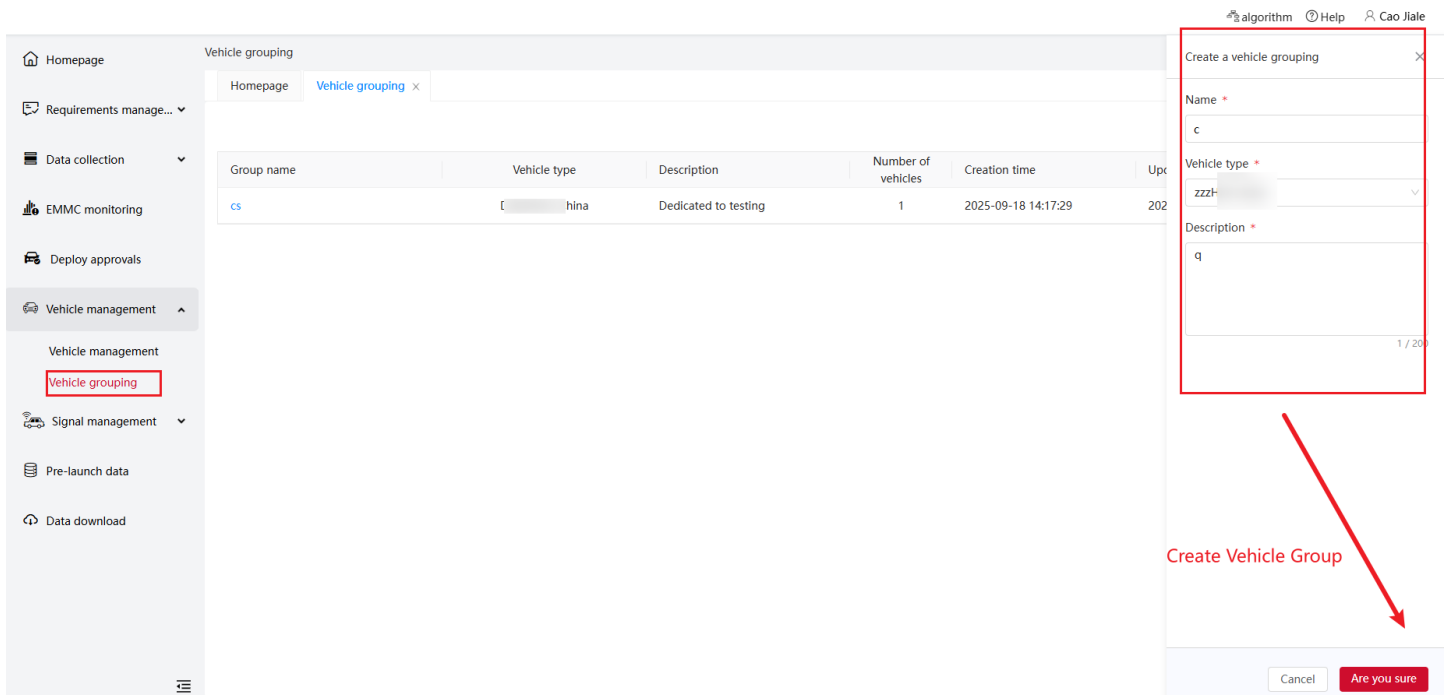 algorithm Help Cao Jiale
Homepage
Requirements manage...
Data collection
EMMC monitoring
Deploy approvals
Vehicle management
Vehicle management
Vehicle grouping
Signal management
Pre-launch data
Data download
Vehicle grouping
Homepage Vehicle grouping ×
Group name Vehicle type Description Number of vehicles Creation time Upd
cs hina Dedicated to testing 1 2025-09-18 14:17:29 202
Create a vehicle grouping
Name *
c
Vehicle type *
zzzH
Description *
q
1 / 200
Create Vehicle Group
Cancel Are you sure